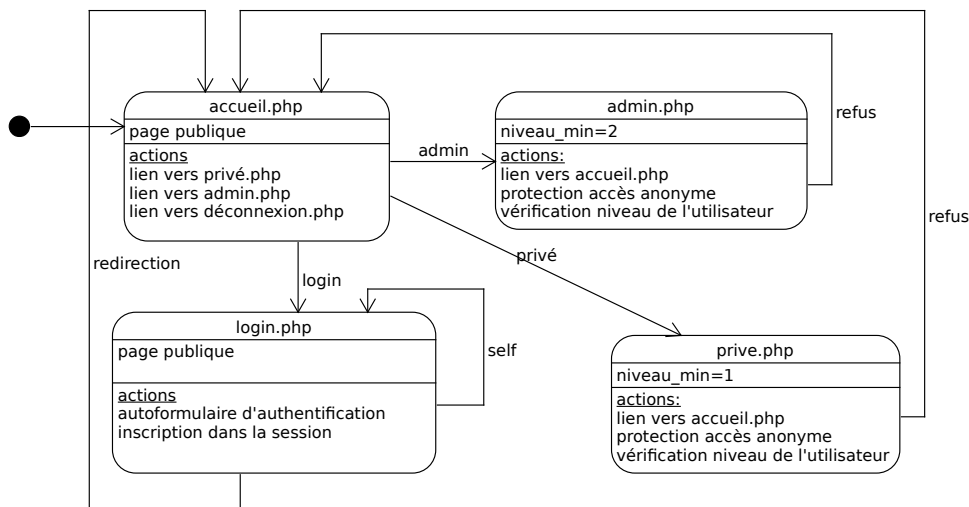 accueil.php
page publique
actions
lien vers privé.php
lien vers admin.php
lien vers déconnexion.php
admin
admin.php
niveau_min=2
actions:
lien vers accueil.php
protection accès anonyme
vérification niveau de l'utilisateur
refus
refus
redirection
login
privé
login.php
page publique
actions
autoformulaire d'authentification
inscription dans la session
self
prive.php
niveau_min=1
actions:
lien vers accueil.php
protection accès anonyme
vérification niveau de l'utilisateur